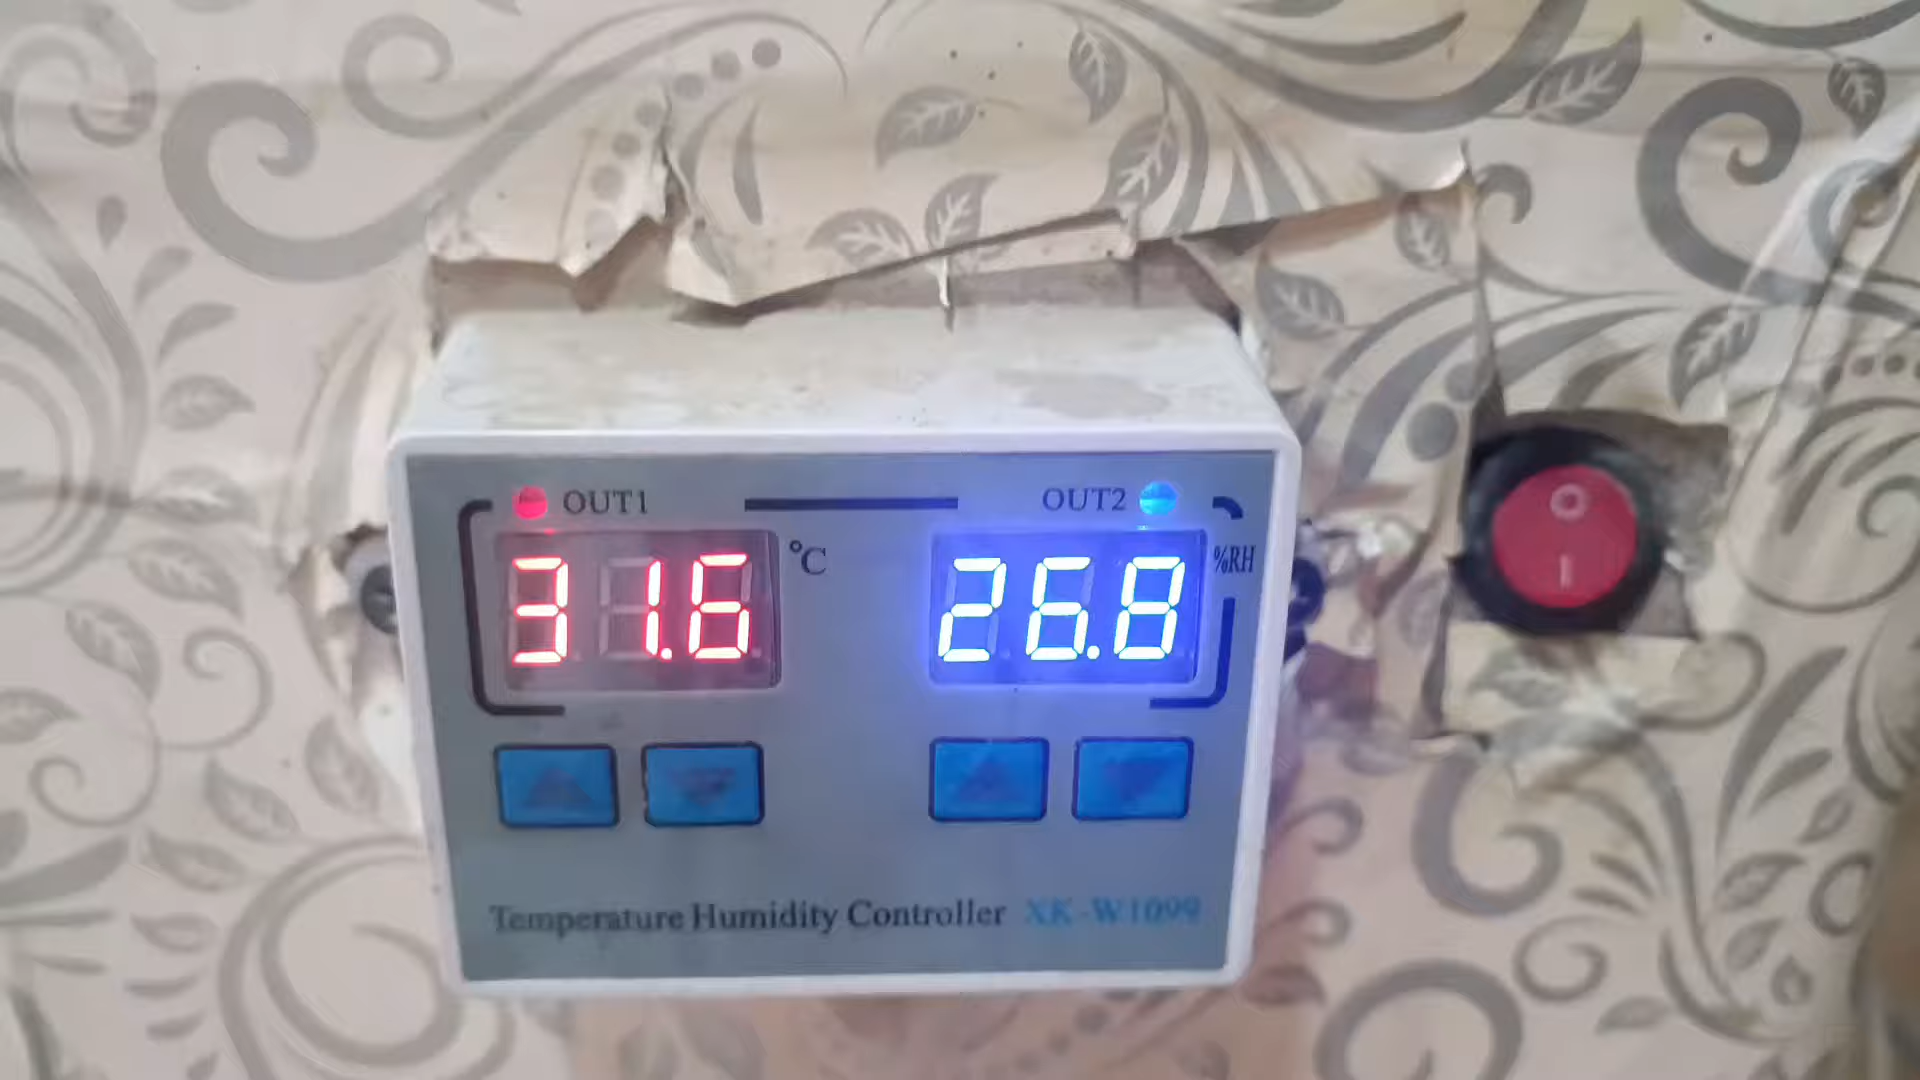 OUT1 OUT2
31.6 °C 26.8 %RH
Temperature Humidity Controller XK-W1099
O
I